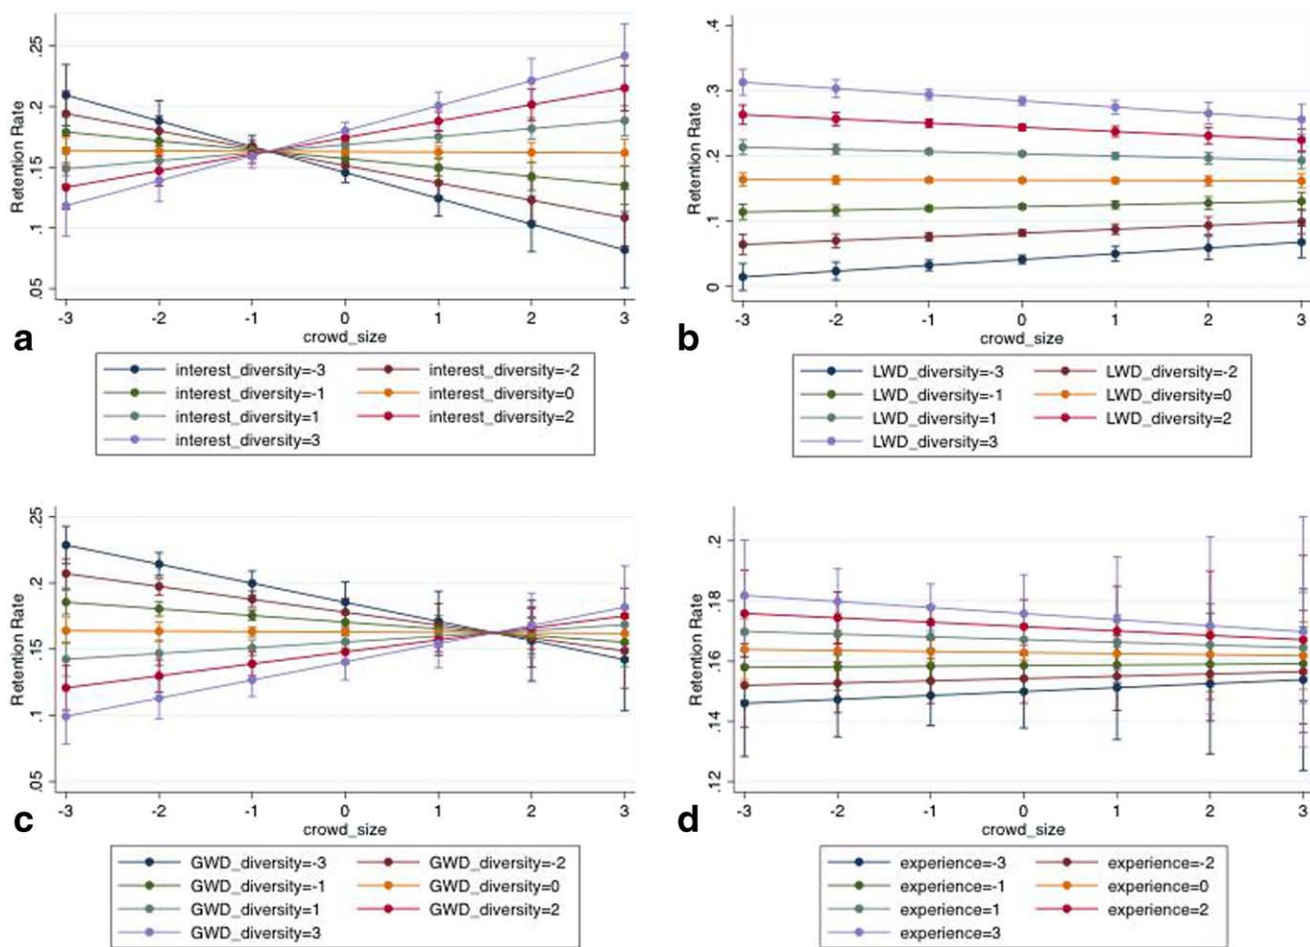 .25
.2
.15
.1
.05
Retention Rate
-3 -2 -1 0 1 2 3
crowd_size
a
interest_diversity=-3 interest_diversity=-2
interest_diversity=-1 interest_diversity=0
interest_diversity=1 interest_diversity=2
interest_diversity=3
.4
.3
.2
.1
0
Retention Rate
-3 -2 -1 0 1 2 3
crowd_size
b
LWD_diversity=-3 LWD_diversity=-2
LWD_diversity=-1 LWD_diversity=0
LWD_diversity=1 LWD_diversity=2
LWD_diversity=3
.25
.2
.15
.1
.05
Retention Rate
-3 -2 -1 0 1 2 3
crowd_size
c
GWD_diversity=-3 GWD_diversity=-2
GWD_diversity=-1 GWD_diversity=0
GWD_diversity=1 GWD_diversity=2
GWD_diversity=3
.2
.18
.16
.14
.12
Retention Rate
-3 -2 -1 0 1 2 3
crowd_size
d
experience=-3 experience=-2
experience=-1 experience=0
experience=1 experience=2
experience=3